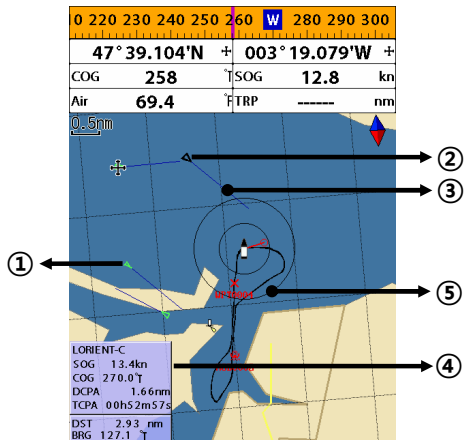 0 220 230 240 250 260 W 280 290 300
47°39.104'N 003°19.079'W
COG 258 °T SOG 12.8 kn
Air 69.4 °F TRP ------ nm
0.5nm
②
③
①
⑤
LORIENT-C
SOG 13.4kn
COG 270.0°T
DCPA 1.66nm
TCPA 00h52m57s
④
DST 2.93 nm
BRG 127.1 °T